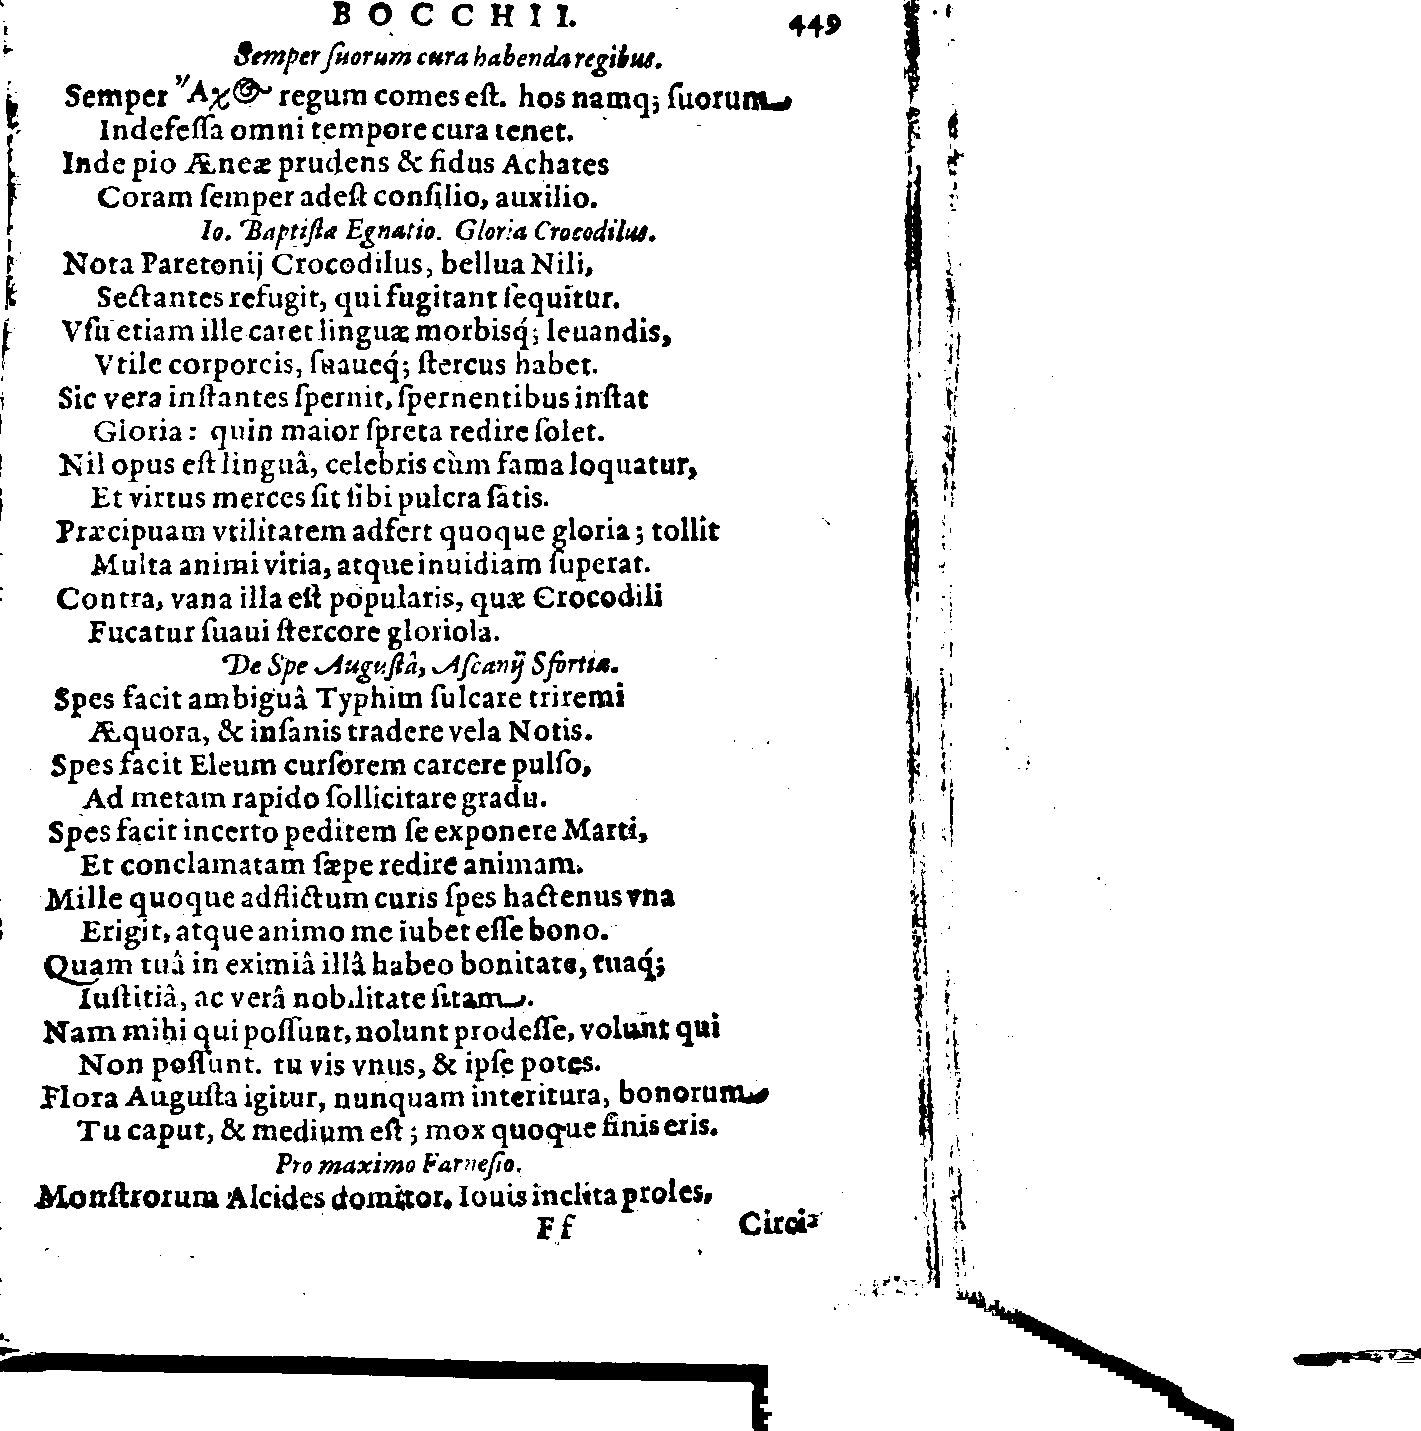 BOCCHII. 449
Semper ſuorum cura habenda regibus.
Semper Ἄχος regum comes eſt. hos namq; ſuorum
Indefeſſa omni tempore cura tenet.
Inde pio Æneæ prudens & fidus Achates
Coram ſemper adeſt conſilio, auxilio.
Io. Baptiſta Egnatio. Gloria Crocodilus.
Nota Paretonij Crocodilus, bellua Nili,
Sectantes refugit, qui fugitant ſequitur.
Vſu etiam ille caret linguæ morbisq́; leuandis,
Vtile corporeis, ſuaueq́; ſtercus habet.
Sic vera inſtantes ſpernit, ſpernentibus inſtat
Gloria: quin maior ſpreta redire ſolet.
Nil opus eſt linguâ, celebris cùm fama loquatur,
Et virtus merces ſit ſibi pulcra ſatis.
Præcipuam vtilitatem adfert quoque gloria; tollit
Multa animi vitia, atque inuidiam ſuperat.
Contra, vana illa eſt popularis, quæ Crocodili
Fucatur ſuaui ſtercore gloriola.
De Spe Auguſtâ, Aſcanij Sfortiæ.
Spes facit ambiguâ Typhim ſulcare triremi
Æquora, & inſanis tradere vela Notis.
Spes facit Eleum curſorem carcere pulſo,
Ad metam rapido ſollicitare gradu.
Spes facit incerto peditem ſe exponere Marti,
Et conclamatam ſæpe redire animam.
Mille quoque adflictum curis ſpes hactenus vna
Erigit, atque animo me iubet eſſe bono.
Quam tuâ in eximiâ illâ habeo bonitate, tuaq́;
Iuſtitiâ, ac verâ nobilitate ſitam.
Nam mihi qui poſſunt, nolunt prodeſſe, volunt qui
Non poſſunt. tu vis vnus, & ipſe potes.
Flora Auguſta igitur, nunquam interitura, bonorum
Tu caput, & medium eſt; mox quoque finis eris.
Pro maximo Farneſio.
Monſtrorum Alcides domitor, Iouis inclita proles,
Ff